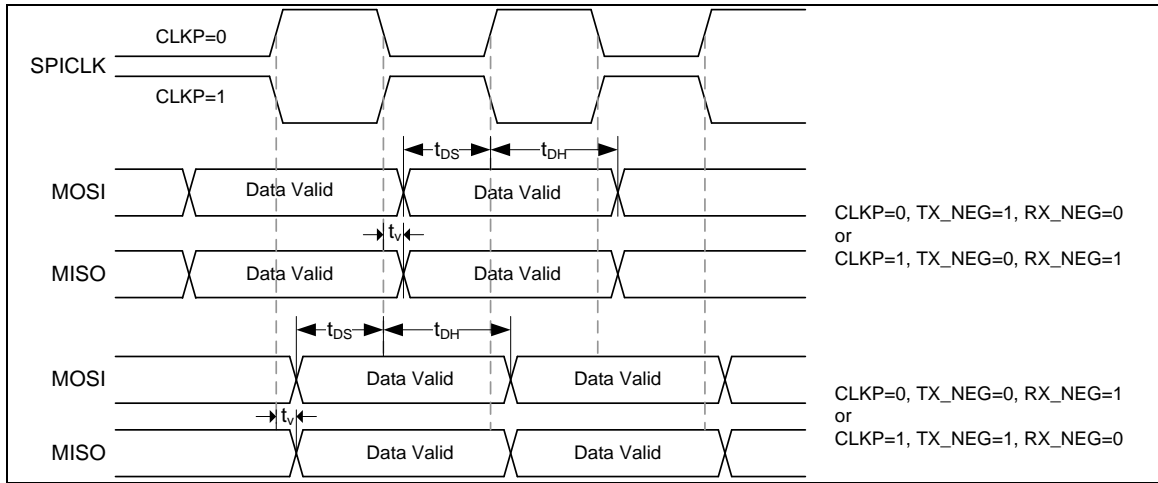 CLKP=0
SPICLK
CLKP=1
tDS
tDH
MOSI
Data Valid
Data Valid
tv
MISO
Data Valid
Data Valid
CLKP=0, TX_NEG=1, RX_NEG=0
or
CLKP=1, TX_NEG=0, RX_NEG=1
tDS
tDH
MOSI
Data Valid
Data Valid
tv
MISO
Data Valid
Data Valid
CLKP=0, TX_NEG=0, RX_NEG=1
or
CLKP=1, TX_NEG=1, RX_NEG=0